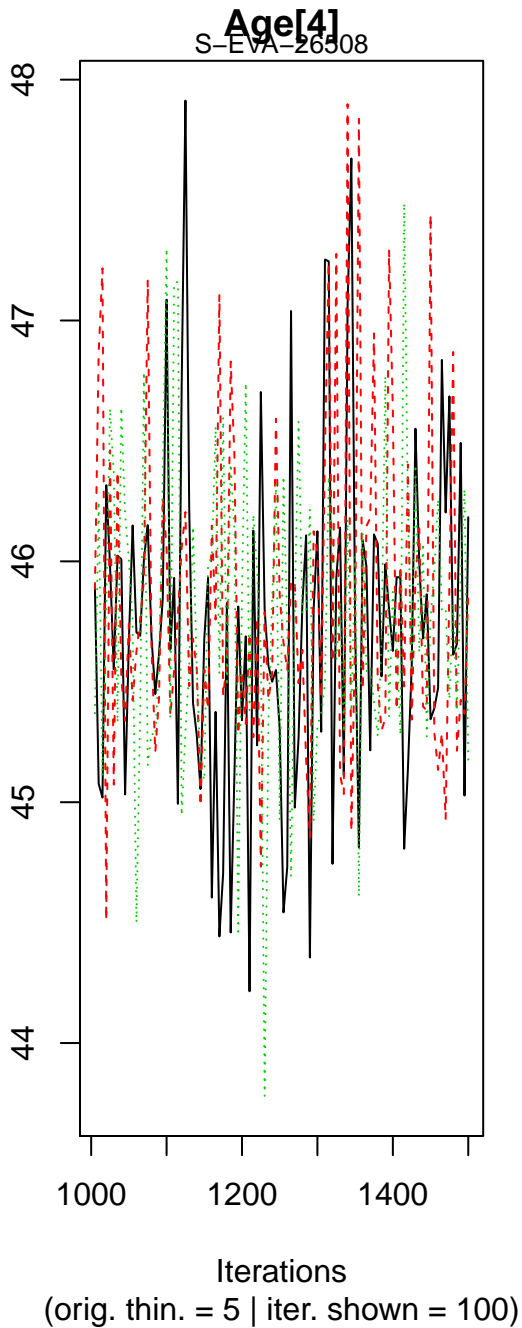 Age[4]
S−EVA−26508
48
47
46
45
44
1000 1200 1400
Iterations
(orig. thin. = 5 | iter. shown = 100)